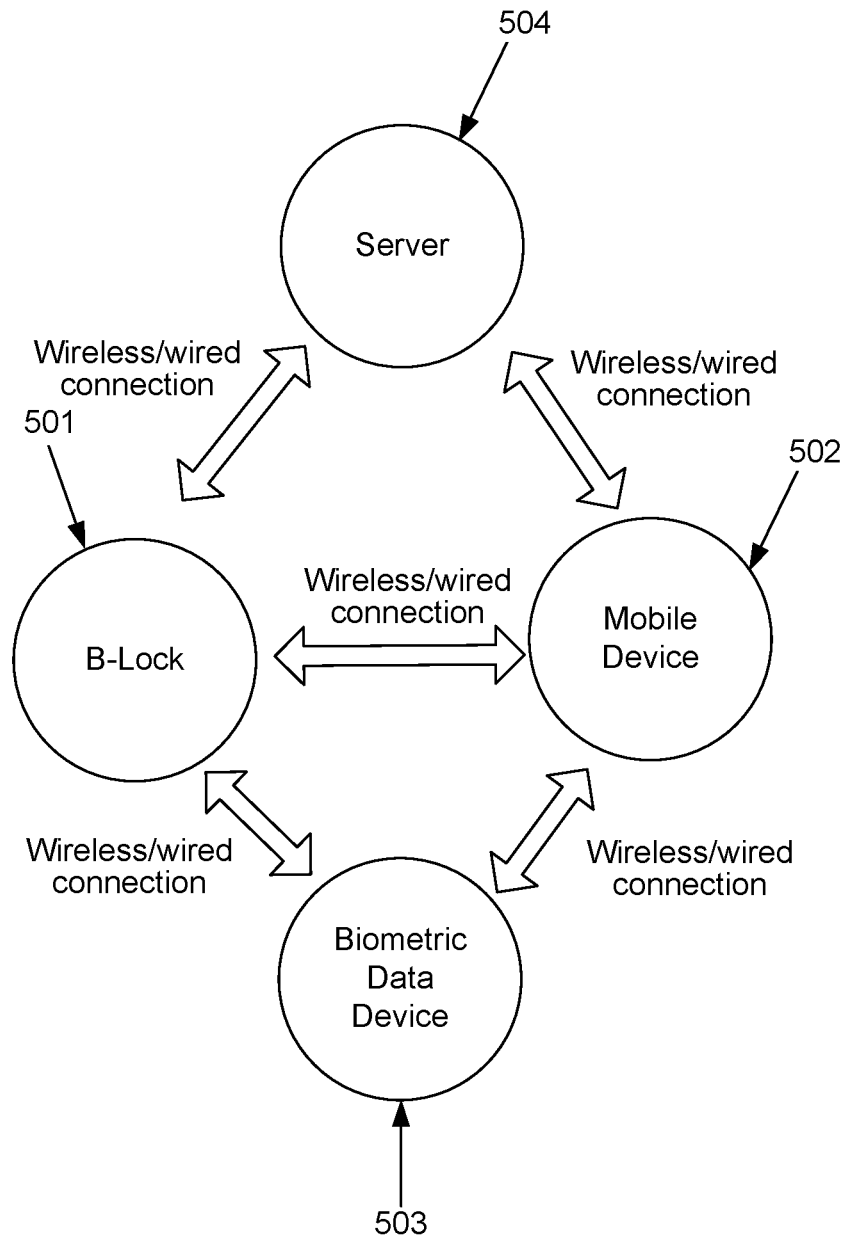 504
Server
Wireless/wired
connection
Wireless/wired
connection
501
502
Wireless/wired
connection
B-Lock
Mobile
Device
Wireless/wired
connection
Wireless/wired
connection
Biometric
Data
Device
503